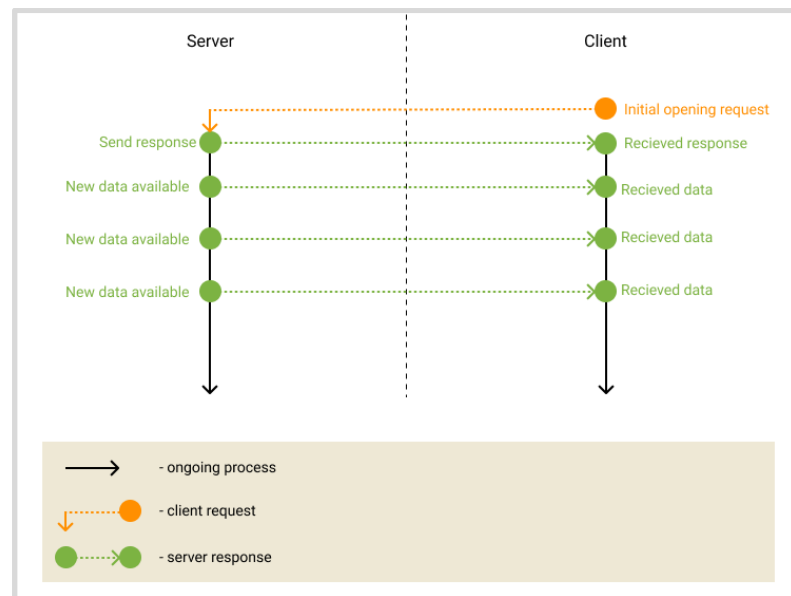 Server
Client
Initial opening request
Send response
Recieved response
New data available
Recieved data
New data available
Recieved data
New data available
Recieved data
- ongoing process
- client request
- server response